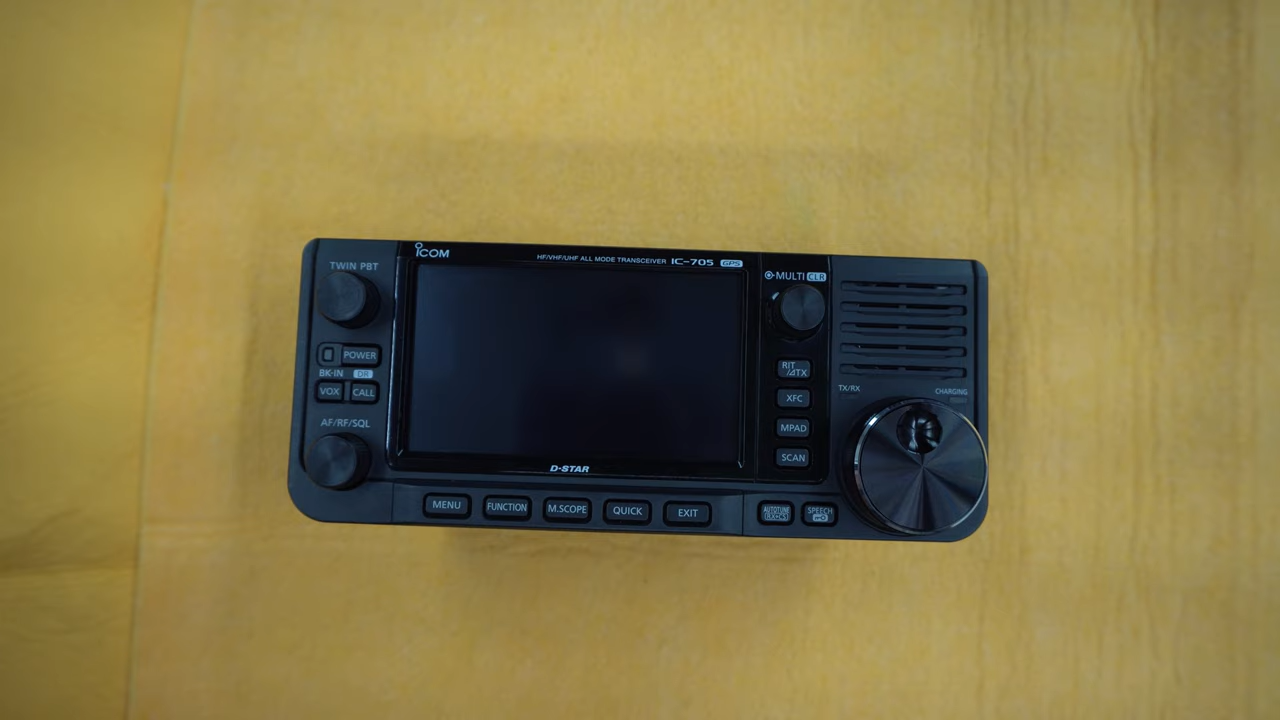 ICOM
HF/VHF/UHF ALL MODE TRANSCEIVER IC-705 GPS
TWIN PBT
MULTI CLR
POWER
BK-IN DR
VOX CALL
AF/RF/SQL
RIT
/⊿TX
XFC
MPAD
SCAN
TX/RX
CHARGING
D-STAR
MENU FUNCTION M.SCOPE QUICK EXIT
AUTOTUNE
RX→CS
SPEECH